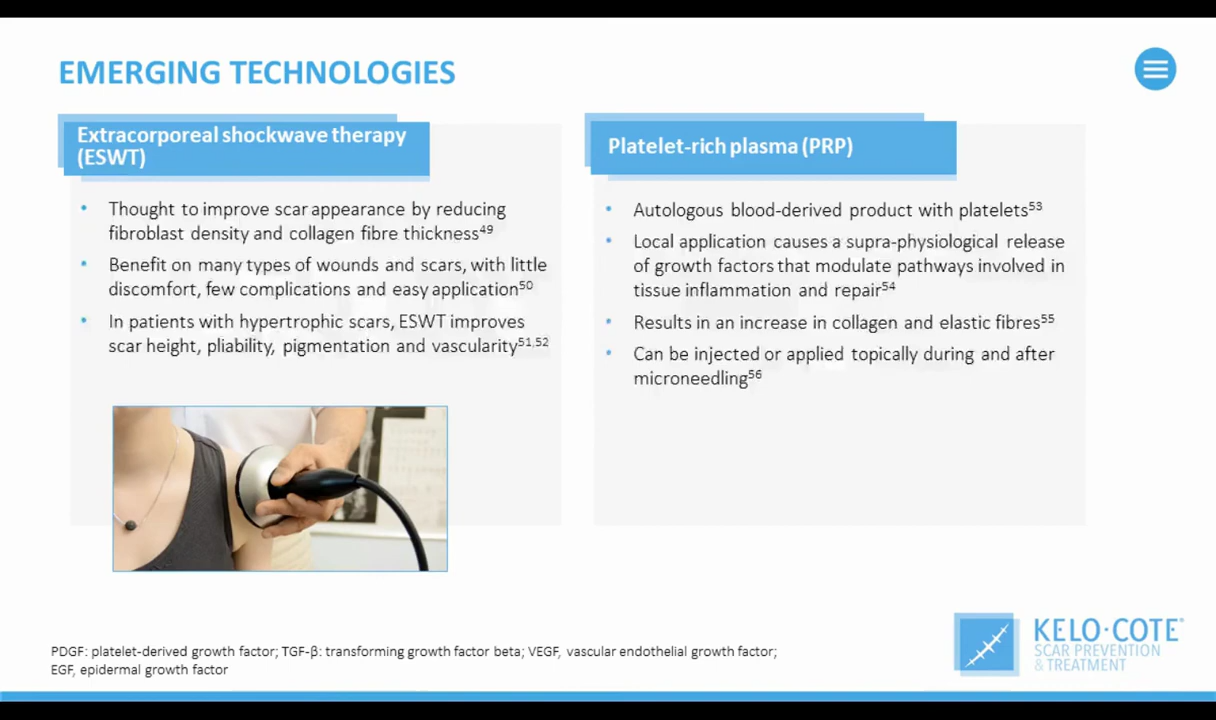 EMERGING TECHNOLOGIES
Extracorporeal shockwave therapy
(ESWT)
• Thought to improve scar appearance by reducing
fibroblast density and collagen fibre thickness⁴⁹
• Benefit on many types of wounds and scars, with little
discomfort, few complications and easy application⁵⁰
• In patients with hypertrophic scars, ESWT improves
scar height, pliability, pigmentation and vascularity⁵¹,⁵²
Platelet-rich plasma (PRP)
• Autologous blood-derived product with platelets⁵³
• Local application causes a supra-physiological release
of growth factors that modulate pathways involved in
tissue inflammation and repair⁵⁴
• Results in an increase in collagen and elastic fibres⁵⁵
• Can be injected or applied topically during and after
microneedling⁵⁶
PDGF: platelet-derived growth factor; TGF-β: transforming growth factor beta; VEGF, vascular endothelial growth factor;
EGF, epidermal growth factor
KELO·COTE®
SCAR PREVENTION
& TREATMENT